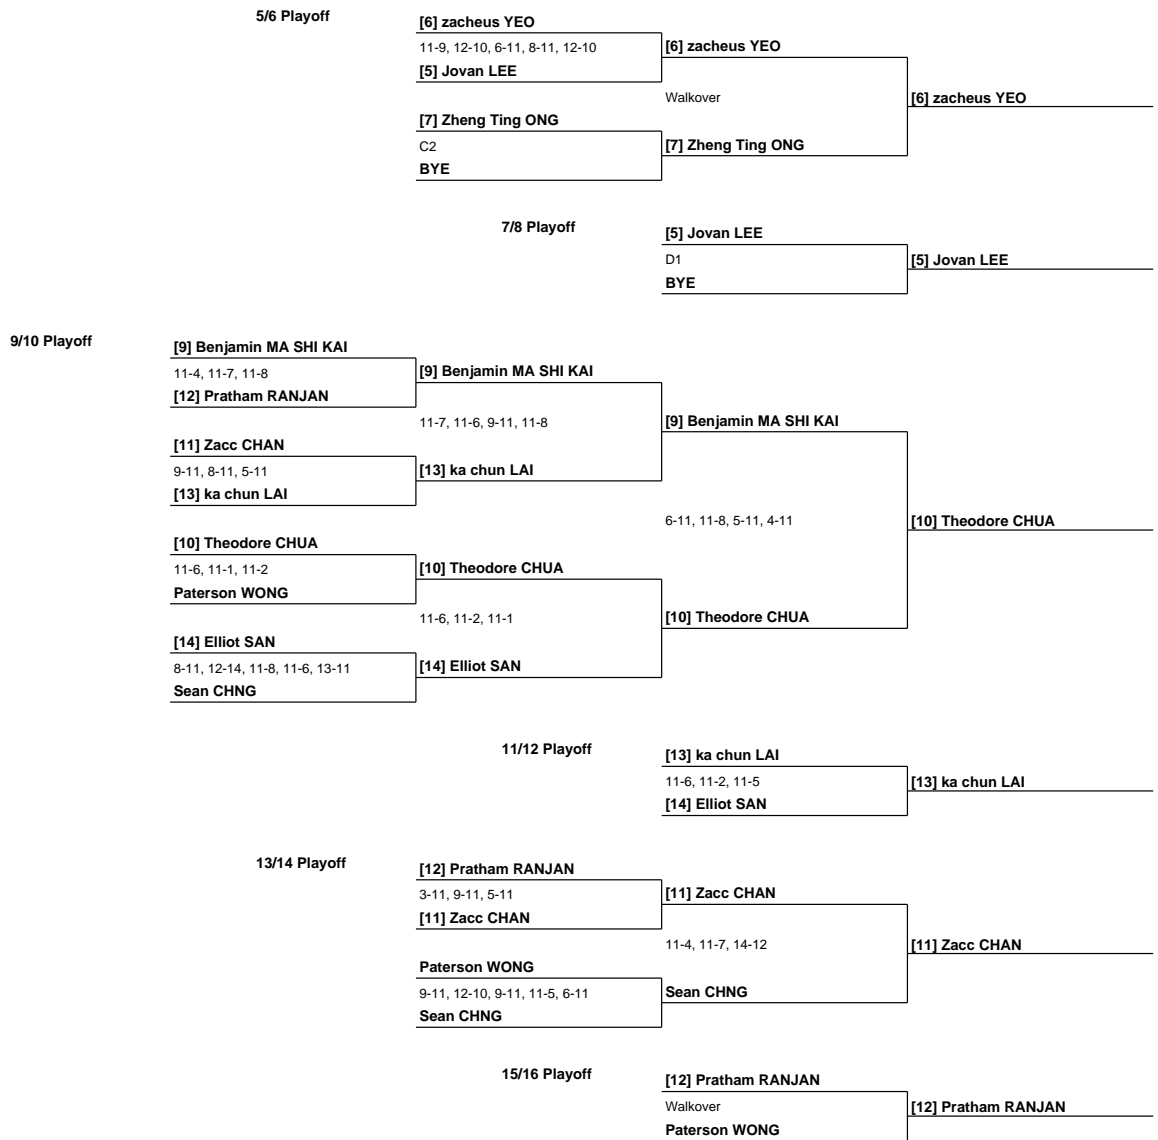 5/6 Playoff
[6] zacheus YEO
11-9, 12-10, 6-11, 8-11, 12-10
[6] zacheus YEO
[5] Jovan LEE
Walkover
[6] zacheus YEO
[7] Zheng Ting ONG
C2
[7] Zheng Ting ONG
BYE
7/8 Playoff
[5] Jovan LEE
D1
[5] Jovan LEE
BYE
9/10 Playoff
[9] Benjamin MA SHI KAI
11-4, 11-7, 11-8
[9] Benjamin MA SHI KAI
[12] Pratham RANJAN
11-7, 11-6, 9-11, 11-8
[9] Benjamin MA SHI KAI
[11] Zacc CHAN
9-11, 8-11, 5-11
[13] ka chun LAI
[13] ka chun LAI
6-11, 11-8, 5-11, 4-11
[10] Theodore CHUA
[10] Theodore CHUA
11-6, 11-1, 11-2
[10] Theodore CHUA
Paterson WONG
11-6, 11-2, 11-1
[10] Theodore CHUA
[14] Elliot SAN
8-11, 12-14, 11-8, 11-6, 13-11
[14] Elliot SAN
Sean CHNG
11/12 Playoff
[13] ka chun LAI
11-6, 11-2, 11-5
[13] ka chun LAI
[14] Elliot SAN
13/14 Playoff
[12] Pratham RANJAN
3-11, 9-11, 5-11
[11] Zacc CHAN
[11] Zacc CHAN
11-4, 11-7, 14-12
[11] Zacc CHAN
Paterson WONG
9-11, 12-10, 9-11, 11-5, 6-11
Sean CHNG
Sean CHNG
15/16 Playoff
[12] Pratham RANJAN
Walkover
[12] Pratham RANJAN
Paterson WONG